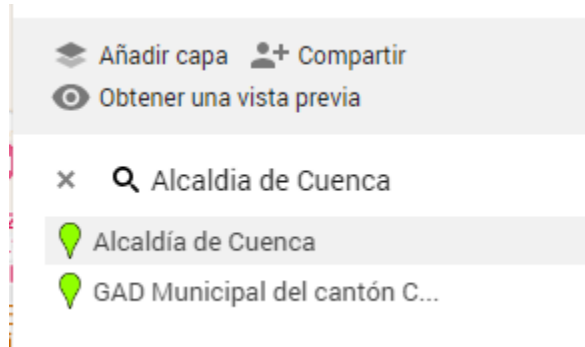 Añadir capa Compartir
Obtener una vista previa
Alcaldia de Cuenca
Alcaldía de Cuenca
GAD Municipal del cantón C...